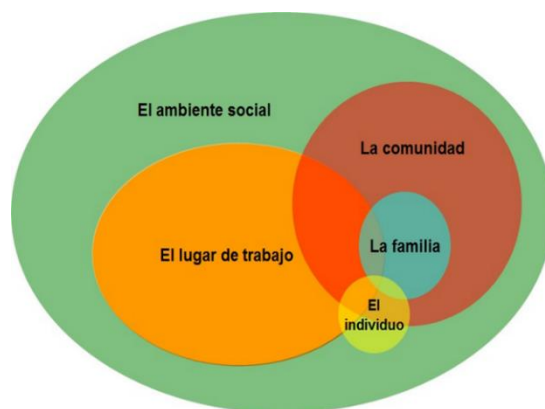 El ambiente social
La comunidad
El lugar de trabajo
La familia
El
individuo